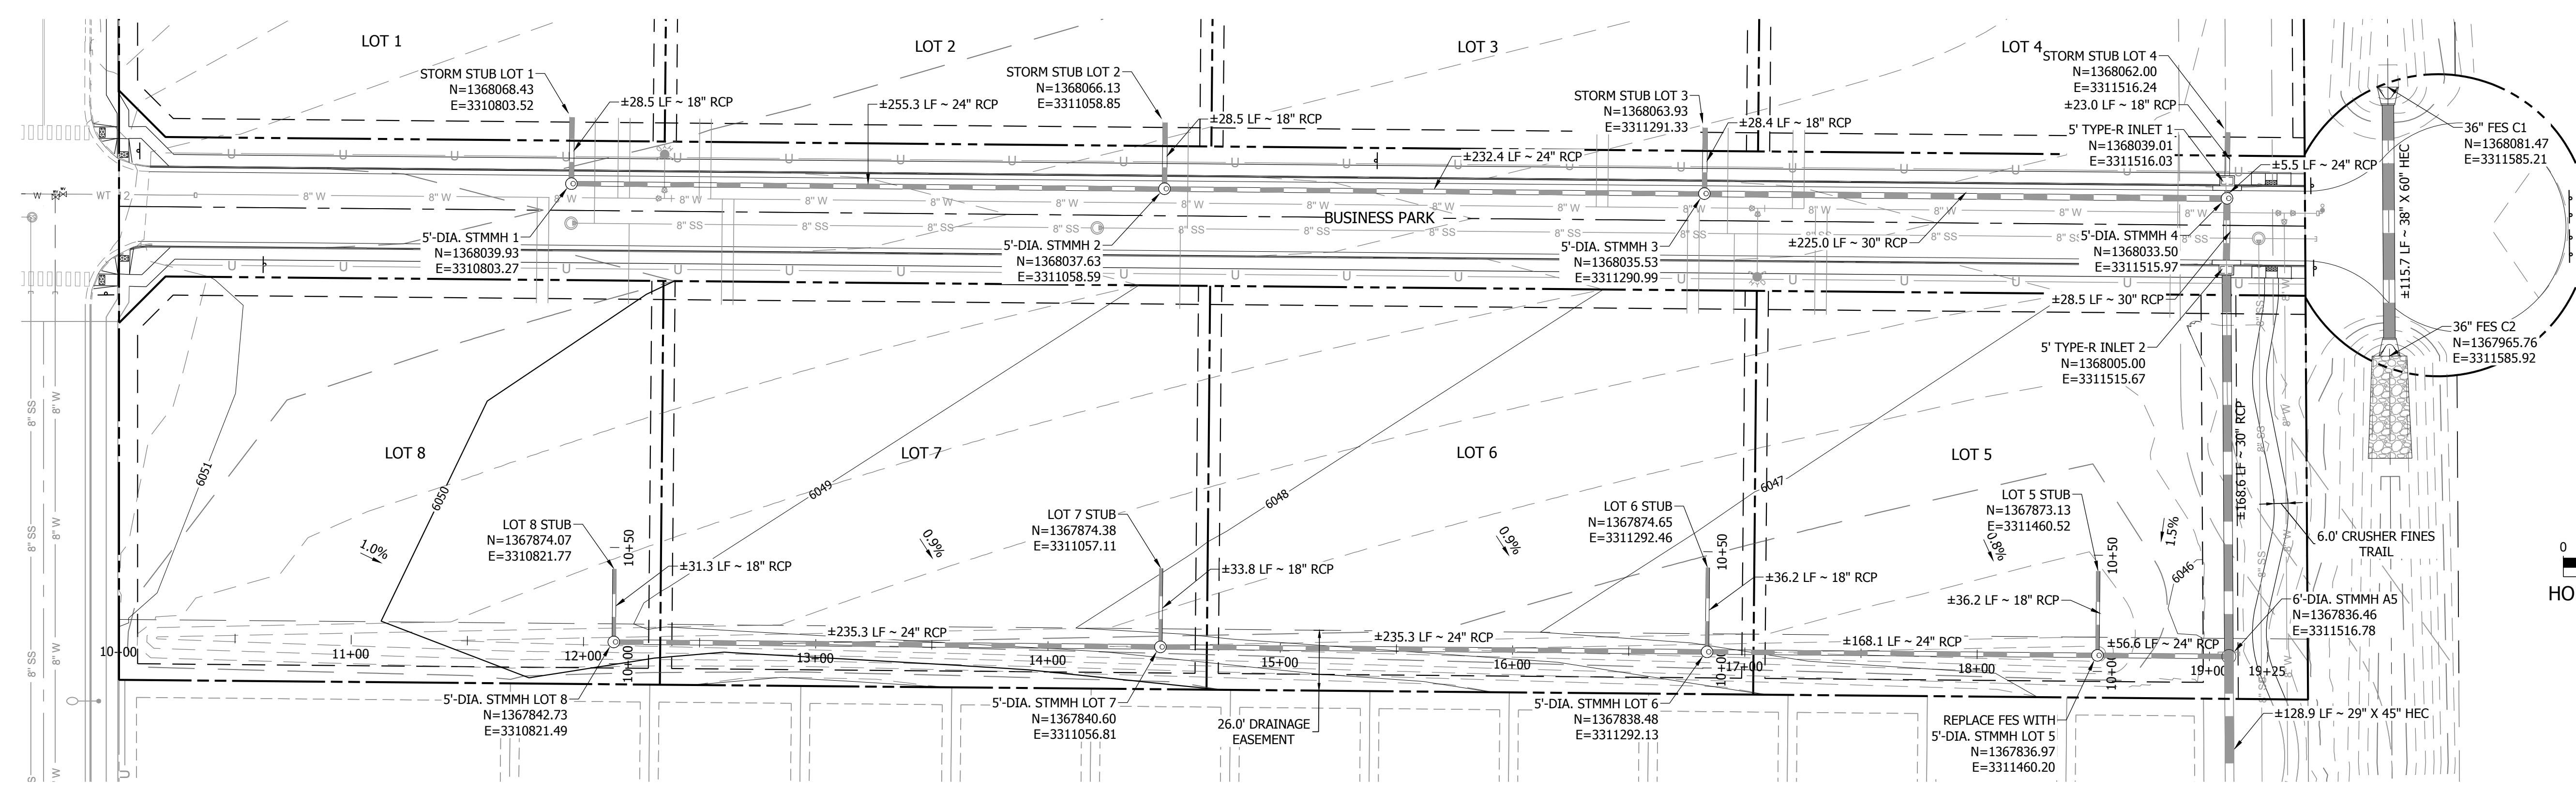 LOT 1
LOT 2
LOT 3
LOT 4
STORM STUB LOT 1
N=1368068.43
E=3310803.52
±28.5 LF ~ 18" RCP
±255.3 LF ~ 24" RCP
STORM STUB LOT 2
N=1368066.13
E=3311058.85
±28.5 LF ~ 18" RCP
±232.4 LF ~ 24" RCP
STORM STUB LOT 3
N=1368063.93
E=3311291.33
±28.4 LF ~ 18" RCP
STORM STUB LOT 4
N=1368062.00
E=3311516.24
±23.0 LF ~ 18" RCP
5' TYPE-R INLET 1
N=1368039.01
E=3311516.03
±5.5 LF ~ 24" RCP
36" FES C1
N=1368081.47
E=3311585.21
±115.7 LF ~ 38" X 60" HEC
BUSINESS PARK
5'-DIA. STMMH 1
N=1368039.93
E=3310803.27
5'-DIA. STMMH 2
N=1368037.63
E=3311058.59
5'-DIA. STMMH 3
N=1368035.53
E=3311290.99
±225.0 LF ~ 30" RCP
5'-DIA. STMMH 4
N=1368033.50
E=3311515.97
±28.5 LF ~ 30" RCP
5' TYPE-R INLET 2
N=1368005.00
E=3311515.67
36" FES C2
N=1367965.76
E=3311585.92
8" W
8" SS
U
W
LOT 8
LOT 7
LOT 6
LOT 5
6051
6050
6049
6048
6047
6046
±168.6 LF ~ 30" RCP
LOT 8 STUB
N=1367874.07
E=3310821.77
10+50
±31.3 LF ~ 18" RCP
1.0%
0.9%
LOT 7 STUB
N=1367874.38
E=3311057.11
±33.8 LF ~ 18" RCP
0.9%
LOT 6 STUB
N=1367874.65
E=3311292.46
10+50
±36.2 LF ~ 18" RCP
0.8%
LOT 5 STUB
N=1367873.13
E=3311460.52
10+50
±36.2 LF ~ 18" RCP
1.5%
6.0' CRUSHER FINES
TRAIL
0
HO
6'-DIA. STMMH A5
N=1367836.46
E=3311516.78
±235.3 LF ~ 24" RCP
±235.3 LF ~ 24" RCP
±168.1 LF ~ 24" RCP
±56.6 LF ~ 24" RCP
10+00
11+00
12+00
10+00
13+00
14+00
15+00
16+00
10+00
17+00
18+00
10+00
19+00
19+25
5'-DIA. STMMH LOT 8
N=1367842.73
E=3310821.49
5'-DIA. STMMH LOT 7
N=1367840.60
E=3311056.81
26.0' DRAINAGE
EASEMENT
5'-DIA. STMMH LOT 6
N=1367838.48
E=3311292.13
REPLACE FES WITH
5'-DIA. STMMH LOT 5
N=1367836.97
E=3311460.20
±128.9 LF ~ 29" X 45" HEC